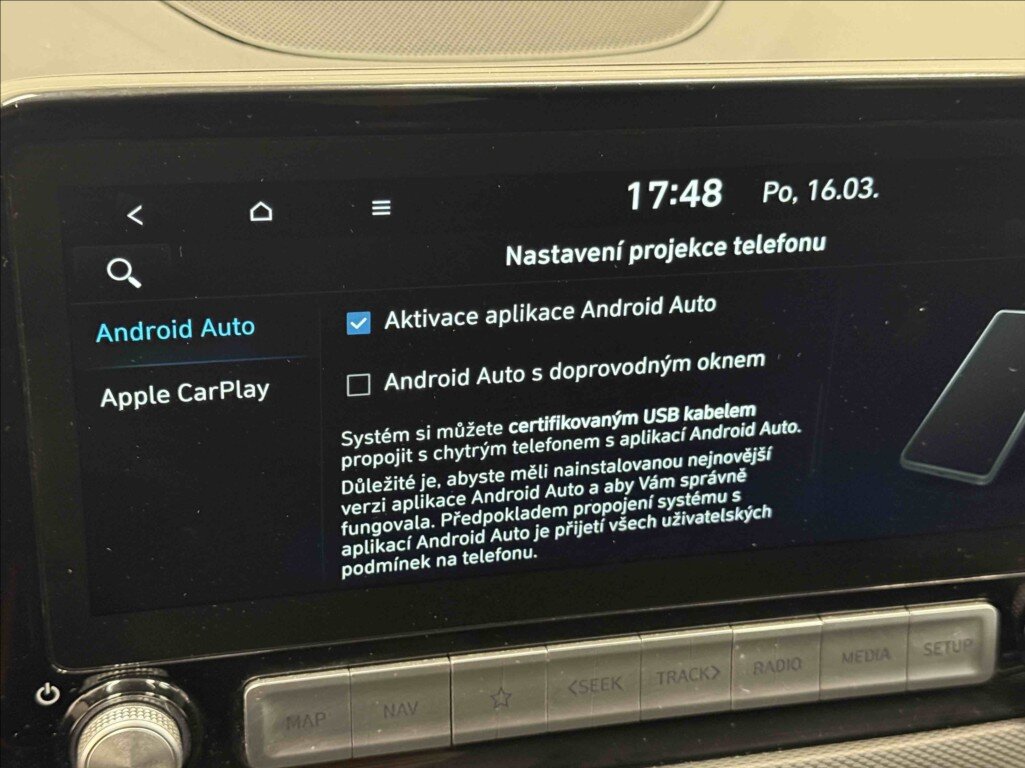 17:48 Po, 16.03.
Nastavení projekce telefonu
Android Auto
Apple CarPlay
Aktivace aplikace Android Auto
Android Auto s doprovodným oknem
Systém si můžete certifikovaným USB kabelem
propojit s chytrým telefonem s aplikací Android Auto.
Důležité je, abyste měli nainstalovanou nejnovější
verzi aplikace Android Auto a aby Vám správně
fungovala. Předpokladem propojení systému s
aplikací Android Auto je přijetí všech uživatelských
podmínek na telefonu.
MAP NAV <SEEK TRACK> RADIO MEDIA SETUP